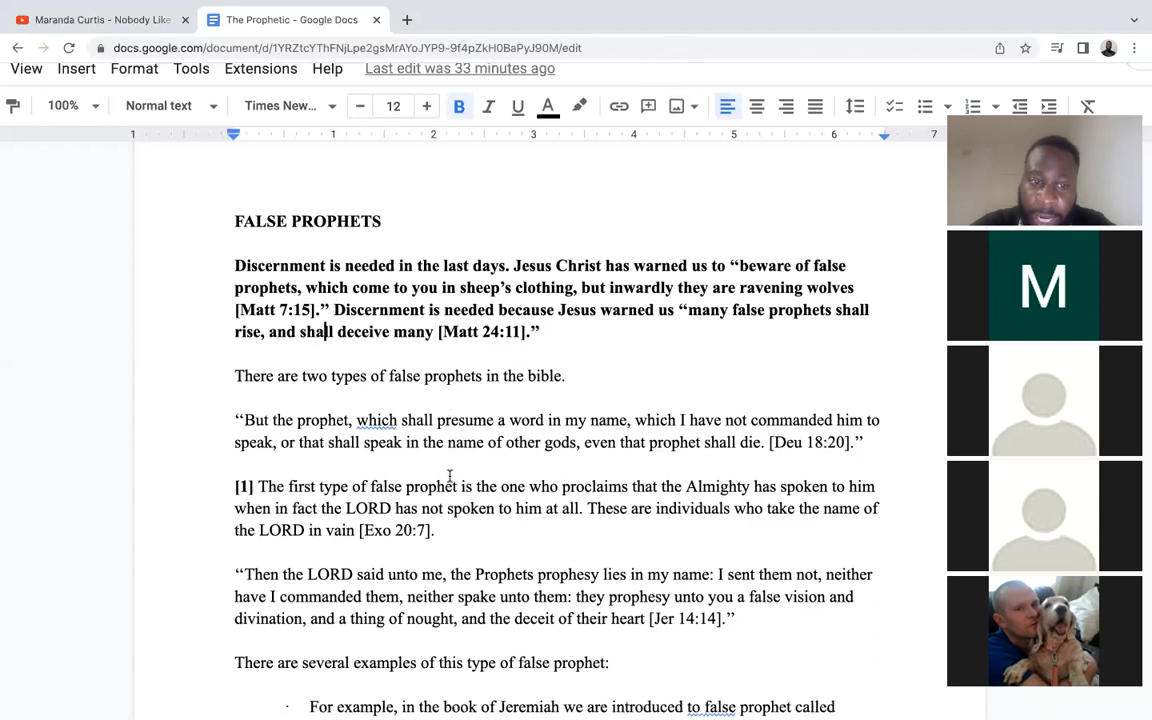 Maranda Curtis - Nobody Like
The Prophetic - Google Docs
docs.google.com/document/d/1YRZtcYThFNjLpe2gsMrAYoJYP9-9f4pZkH0BaPyJ90M/edit
View Insert Format Tools Extensions Help Last edit was 33 minutes ago
100% Normal text Times New... 12 B I U A
1 1 2 3 4 5 6 7
FALSE PROPHETS
Discernment is needed in the last days. Jesus Christ has warned us to “beware of false
prophets, which come to you in sheep’s clothing, but inwardly they are ravening wolves
[Matt 7:15].” Discernment is needed because Jesus warned us “many false prophets shall
rise, and shall deceive many [Matt 24:11].”
There are two types of false prophets in the bible.
“But the prophet, which shall presume a word in my name, which I have not commanded him to
speak, or that shall speak in the name of other gods, even that prophet shall die. [Deu 18:20].”
[1] The first type of false prophet is the one who proclaims that the Almighty has spoken to him
when in fact the LORD has not spoken to him at all. These are individuals who take the name of
the LORD in vain [Exo 20:7].
“Then the LORD said unto me, the Prophets prophesy lies in my name: I sent them not, neither
have I commanded them, neither spake unto them: they prophesy unto you a false vision and
divination, and a thing of nought, and the deceit of their heart [Jer 14:14].”
There are several examples of this type of false prophet:
· For example, in the book of Jeremiah we are introduced to false prophet called
M